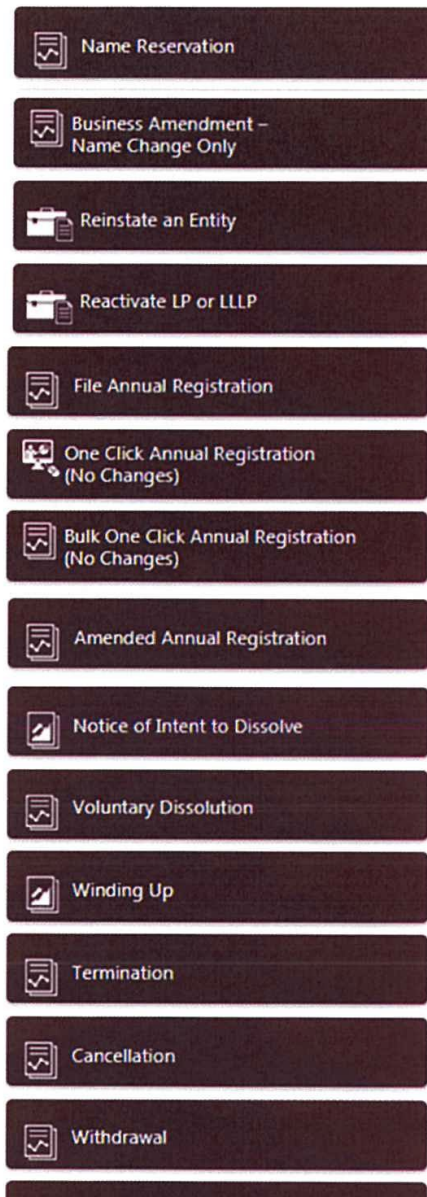 Name Reservation
Business Amendment –
Name Change Only
Reinstate an Entity
Reactivate LP or LLLP
File Annual Registration
One Click Annual Registration
(No Changes)
Bulk One Click Annual Registration
(No Changes)
Amended Annual Registration
Notice of Intent to Dissolve
Voluntary Dissolution
Winding Up
Termination
Cancellation
Withdrawal